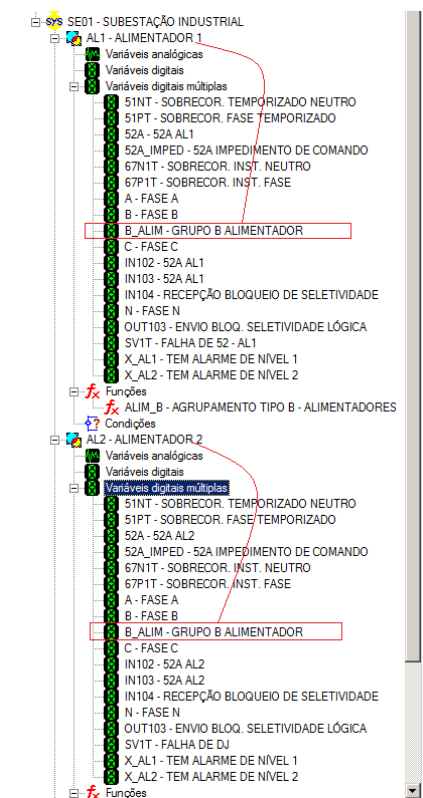 SYS SE01 - SUBESTAÇÃO INDUSTRIAL
AL1 - ALIMENTADOR 1
Variáveis analógicas
Variáveis digitais
Variáveis digitais múltiplas
51NT - SOBRECOR. TEMPORIZADO NEUTRO
51PT - SOBRECOR. FASE TEMPORIZADO
52A - 52A AL1
52A_IMPED - 52A IMPEDIMENTO DE COMANDO
67N1T - SOBRECOR. INST. NEUTRO
67P1T - SOBRECOR. INST. FASE
A - FASE A
B - FASE B
B_ALIM - GRUPO B ALIMENTADOR
C - FASE C
IN102 - 52A AL1
IN103 - 52A AL1
IN104 - RECEPÇÃO BLOQUEIO DE SELETIVIDADE
N - FASE N
OUT103 - ENVIO BLOQ. SELETIVIDADE LÓGICA
SV1T - FALHA DE 52 - AL1
X_AL1 - TEM ALARME DE NÍVEL 1
X_AL2 - TEM ALARME DE NÍVEL 2
fx Funções
fx ALIM_B - AGRUPAMENTO TIPO B - ALIMENTADORES
? Condições
AL2 - ALIMENTADOR 2
Variáveis analógicas
Variáveis digitais
Variáveis digitais múltiplas
51NT - SOBRECOR. TEMPORIZADO NEUTRO
51PT - SOBRECOR. FASE TEMPORIZADO
52A - 52A AL2
52A_IMPED - 52A IMPEDIMENTO DE COMANDO
67N1T - SOBRECOR. INST. NEUTRO
67P1T - SOBRECOR. INST. FASE
A - FASE A
B - FASE B
B_ALIM - GRUPO B ALIMENTADOR
C - FASE C
IN102 - 52A AL2
IN103 - 52A AL2
IN104 - RECEPÇÃO BLOQUEIO DE SELETIVIDADE
N - FASE N
OUT103 - ENVIO BLOQ. SELETIVIDADE LÓGICA
SV1T - FALHA DE DJ
X_AL1 - TEM ALARME DE NÍVEL 1
X_AL2 - TEM ALARME DE NÍVEL 2
fx Funções